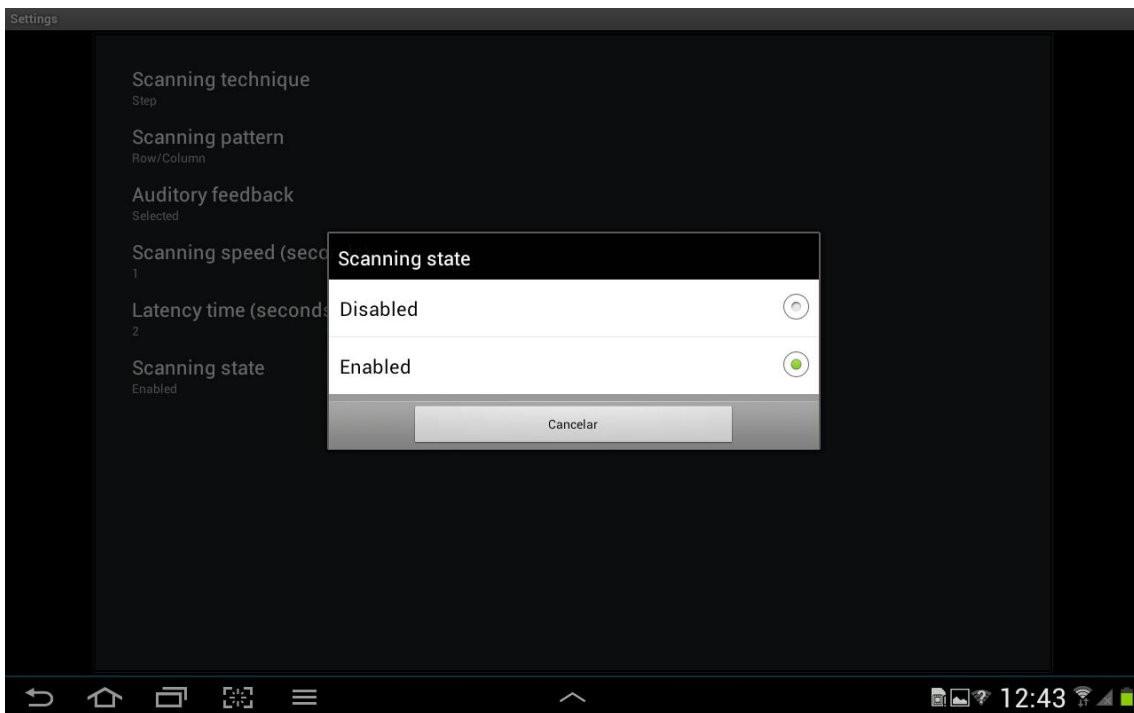 Settings
Scanning technique
Step
Scanning pattern
Row/Column
Auditory feedback
Selected
Scanning speed (seco
1
Latency time (seconds
2
Scanning state
Enabled
Scanning state
Disabled
Enabled
Cancelar
12:43